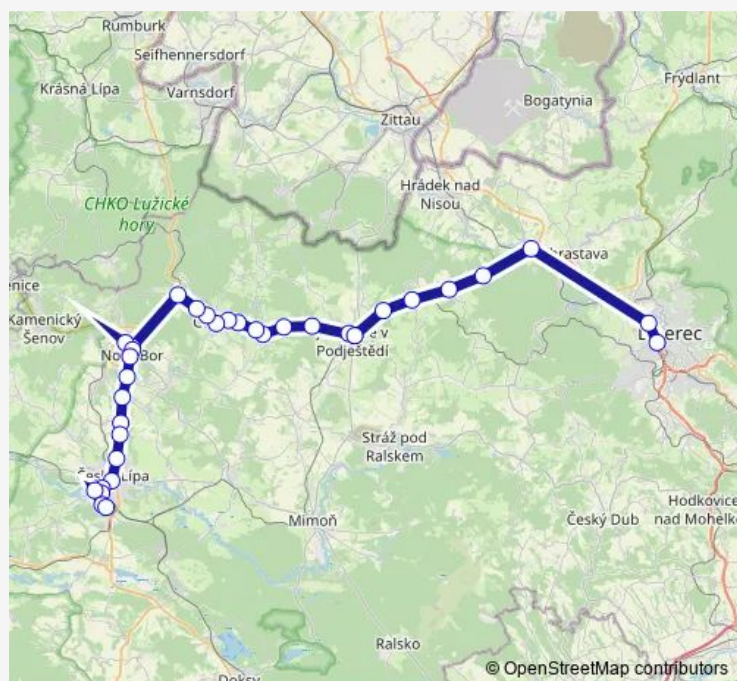 Rumburk
Seifhennersdorf
Krásná Lípa
Varnsdorf
Bogatynia
Frýdlant
Zittau
Hrádek nad
Nisou
CHKO Lužické
hory
Kamenický
Šenov
Podještědí
Stráž pod
Ralskem
Mimoň
Český Dub
Hodkovice
nad Mohelkou
Ralsko
Doksy
© OpenStreetMap contributors